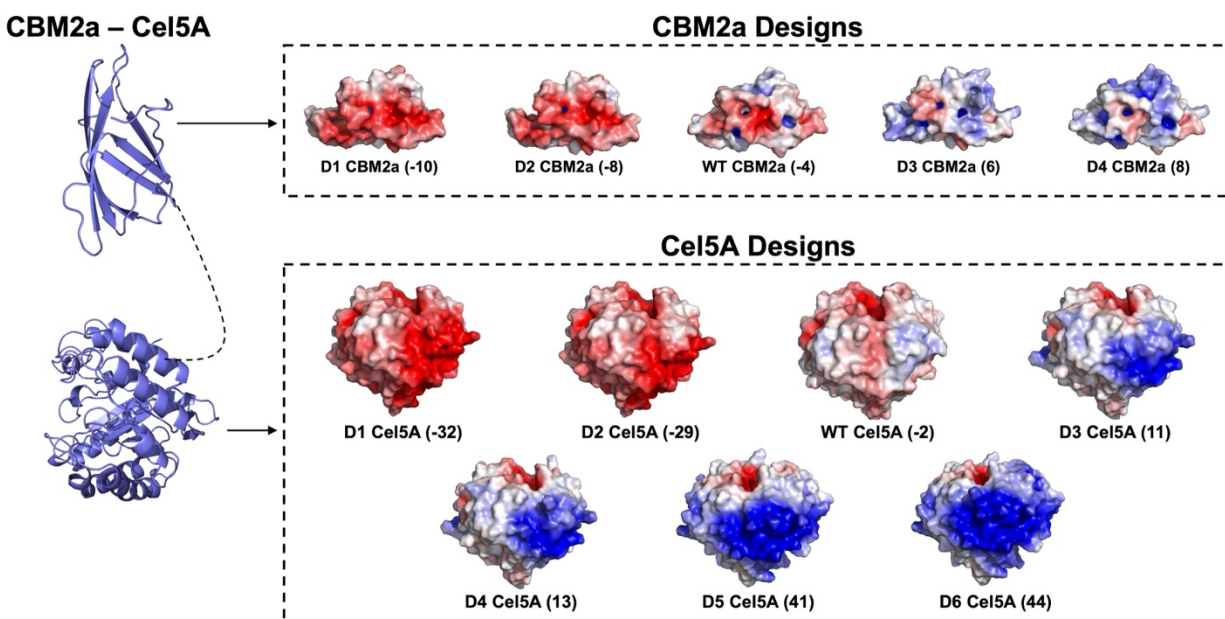 CBM2a – Cel5A
CBM2a Designs
D1 CBM2a (-10)
D2 CBM2a (-8)
WT CBM2a (-4)
D3 CBM2a (6)
D4 CBM2a (8)
Cel5A Designs
D1 Cel5A (-32)
D2 Cel5A (-29)
WT Cel5A (-2)
D3 Cel5A (11)
D4 Cel5A (13)
D5 Cel5A (41)
D6 Cel5A (44)